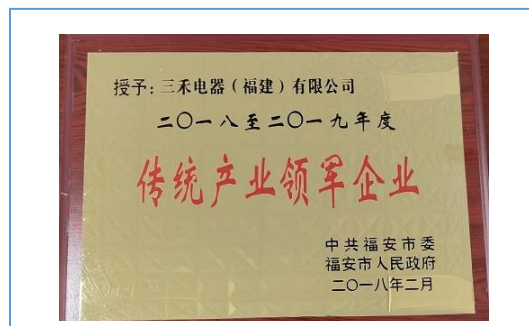 授予：三禾电器（福建）有限公司
二〇一八至二〇一九年度
传统产业领军企业
中共福安市委
福安市人民政府
二〇一八年二月